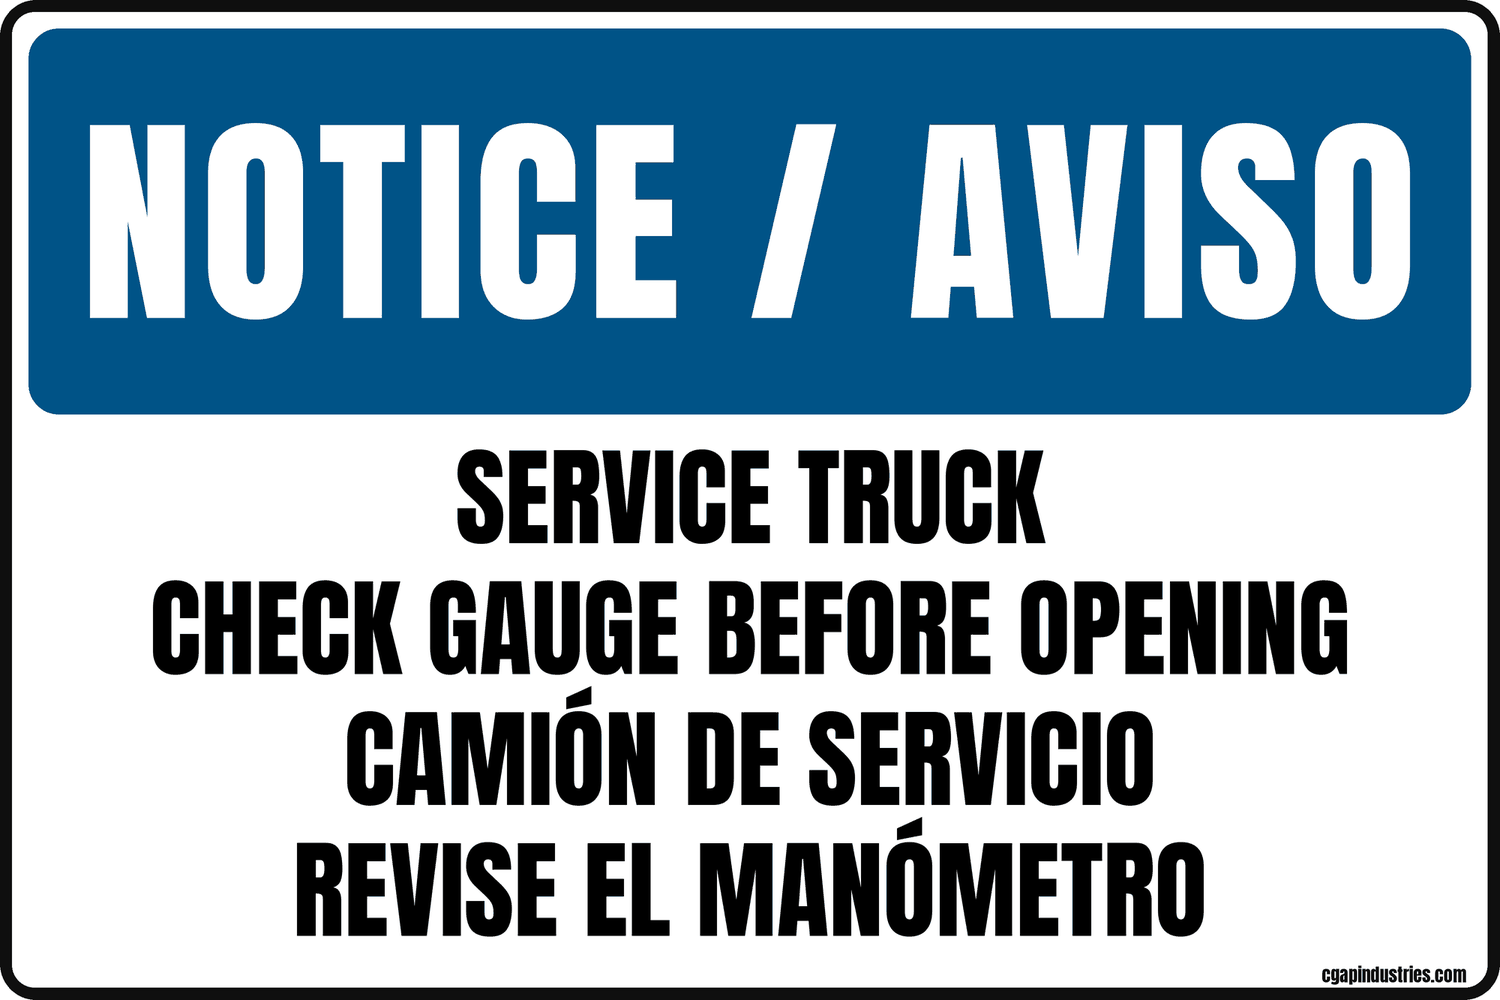 NOTICE / AVISO
SERVICE TRUCK
CHECK GAUGE BEFORE OPENING
CAMIÓN DE SERVICIO
REVISE EL MANÓMETRO
cgapindustries.com